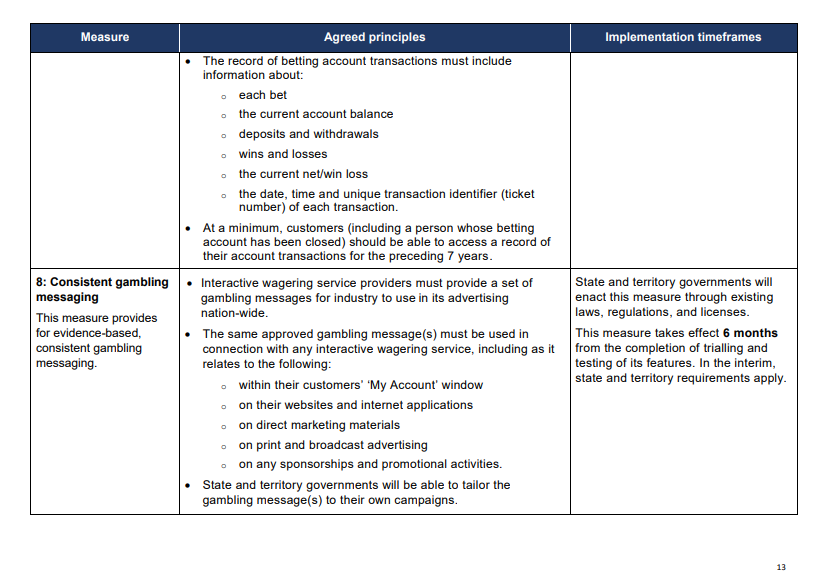 Measure
Agreed principles
Implementation timeframes
• The record of betting account transactions must include
information about:
o each bet
o the current account balance
o deposits and withdrawals
o wins and losses
o the current net/win loss
o the date, time and unique transaction identifier (ticket
number) of each transaction.
• At a minimum, customers (including a person whose betting
account has been closed) should be able to access a record of
their account transactions for the preceding 7 years.
8: Consistent gambling
messaging
This measure provides
for evidence-based,
consistent gambling
messaging.
• Interactive wagering service providers must provide a set of
gambling messages for industry to use in its advertising
nation-wide.
• The same approved gambling message(s) must be used in
connection with any interactive wagering service, including as it
relates to the following:
o within their customers’ ‘My Account’ window
o on their websites and internet applications
o on direct marketing materials
o on print and broadcast advertising
o on any sponsorships and promotional activities.
• State and territory governments will be able to tailor the
gambling message(s) to their own campaigns.
State and territory governments will
enact this measure through existing
laws, regulations, and licenses.
This measure takes effect 6 months
from the completion of trialling and
testing of its features. In the interim,
state and territory requirements apply.
13